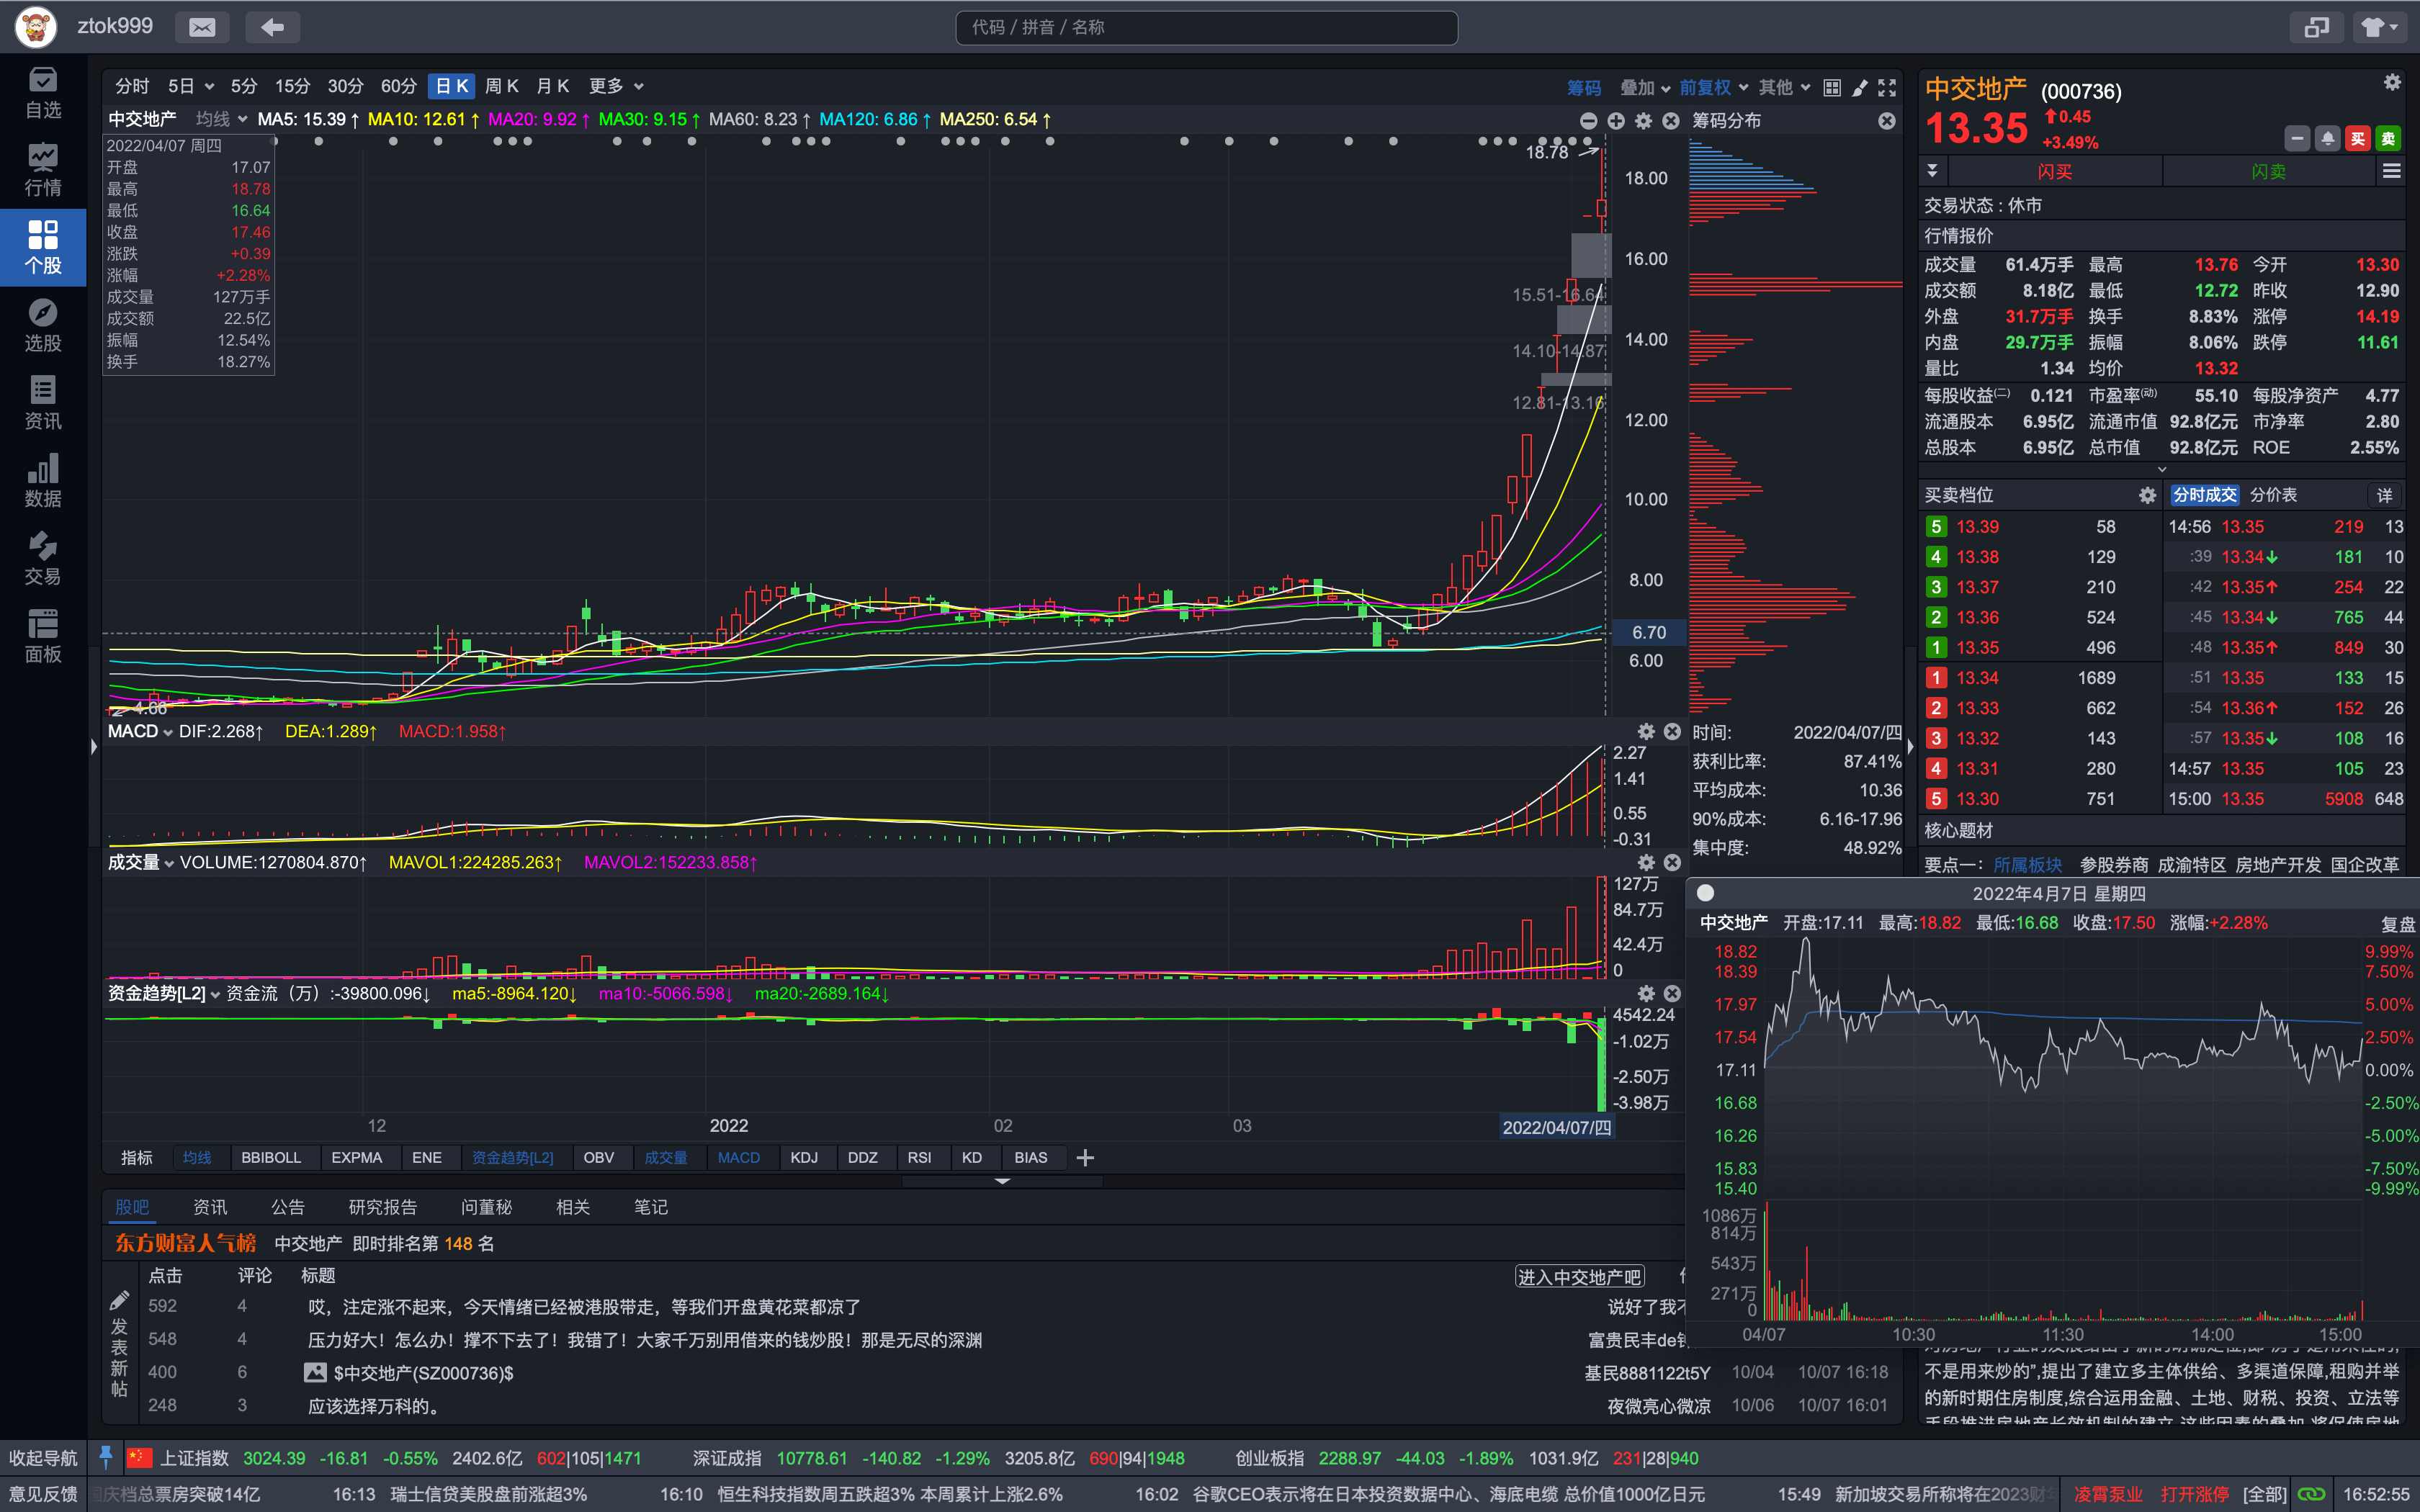 ztok999
代码 / 拼音 / 名称
自选
行情
个股
选股
资讯
数据
交易
面板
分时 5日 5分 15分 30分 60分 日K 周K 月K 更多
筹码 叠加 前复权 其他
中交地产 均线 MA5: 15.39↑ MA10: 12.61↑ MA20: 9.92↑ MA30: 9.15↑ MA60: 8.23↑ MA120: 6.86↑ MA250: 6.54↑
筹码分布
2022/04/07 周四
开盘 17.07
最高 18.78
最低 16.64
收盘 17.46
涨跌 +0.39
涨幅 +2.28%
成交量 127万手
成交额 22.5亿
振幅 12.54%
换手 18.27%
18.78
18.00
16.00
15.51-16.64
14.00
14.10-14.87
12.81-13.16
12.00
10.00
8.00
6.70
6.00
4.66
MACD DIF:2.268↑ DEA:1.289↑ MACD:1.958↑
2.27
1.41
0.55
-0.31
成交量 VOLUME:1270804.870↑ MAVOL1:224285.263↑ MAVOL2:152233.858↑
127万
84.7万
42.4万
0
资金趋势[L2] 资金流（万）:-39800.096↓ ma5:-8964.120↓ ma10:-5066.598↓ ma20:-2689.164↓
4542.24
-1.02万
-2.50万
-3.98万
12 2022 02 03 2022/04/07/四
时间: 2022/04/07/四
获利比率: 87.41%
平均成本: 10.36
90%成本: 6.16-17.96
集中度: 48.92%
指标 均线 BBIBOLL EXPMA ENE 资金趋势[L2] OBV 成交量 MACD KDJ DDZ RSI KD BIAS
股吧 资讯 公告 研究报告 问董秘 相关 笔记
东方财富人气榜 中交地产 即时排名第 148 名
点击 评论 标题
进入中交地产吧
发表新帖
592 4 哎，注定涨不起来，今天情绪已经被港股带走，等我们开盘黄花菜都凉了 说好了我
548 4 压力好大！怎么办！撑不下去了！我错了！大家千万别用借来的钱炒股！那是无尽的深渊 富贵民丰de
400 6 $中交地产(SZ000736)$ 基民8881122t5Y 10/04 10/07 16:18
248 3 应该选择万科的。 夜微亮心微凉 10/06 10/07 16:01
中交地产 (000736)
13.35 0.45
+3.49%
买 卖
闪买 闪卖
交易状态 : 休市
行情报价
成交量 61.4万手 最高 13.76 今开 13.30
成交额 8.18亿 最低 12.72 昨收 12.90
外盘 31.7万手 换手 8.83% 涨停 14.19
内盘 29.7万手 振幅 8.06% 跌停 11.61
量比 1.34 均价 13.32
每股收益(二) 0.121 市盈率(动) 55.10 每股净资产 4.77
流通股本 6.95亿 流通市值 92.8亿元 市净率 2.80
总股本 6.95亿 总市值 92.8亿元 ROE 2.55%
买卖档位
5 13.39 58
4 13.38 129
3 13.37 210
2 13.36 524
1 13.35 496
1 13.34 1689
2 13.33 662
3 13.32 143
4 13.31 280
5 13.30 751
分时成交 分价表 详
14:56 13.35 219 13
:39 13.34↓ 181 10
:42 13.35↑ 254 22
:45 13.34↓ 765 44
:48 13.35↑ 849 30
:51 13.35 133 15
:54 13.36↑ 152 26
:57 13.35↓ 108 16
14:57 13.35 105 23
15:00 13.35 5908 648
核心题材
要点一： 所属板块 参股券商 成渝特区 房地产开发 国企改革
2022年4月7日 星期四
中交地产 开盘:17.11 最高:18.82 最低:16.68 收盘:17.50 涨幅:+2.28% 复盘
18.82 9.99%
18.39 7.50%
17.97 5.00%
17.54 2.50%
17.11 0.00%
16.68 -2.50%
16.26 -5.00%
15.83 -7.50%
15.40 -9.99%
1086万
814万
543万
271万
0
04/07 10:30 11:30 14:00 15:00
不是用来炒的",提出了建立多主体供给、多渠道保障,租购并举
的新时期住房制度,综合运用金融、土地、财税、投资、立法等
收起导航 上证指数 3024.39 -16.81 -0.55% 2402.6亿 602|105|1471 深证成指 10778.61 -140.82 -1.29% 3205.8亿 690|94|1948 创业板指 2288.97 -44.03 -1.89% 1031.9亿 231|28|940
意见反馈 庆档总票房突破14亿 16:13 瑞士信贷美股盘前涨超3% 16:10 恒生科技指数周五跌超3% 本周累计上涨2.6% 16:02 谷歌CEO表示将在日本投资数据中心、海底电缆 总价值1000亿日元 15:49 新加坡交易所称将在2023财 凌霄泵业 打开涨停 [全部] 16:52:55